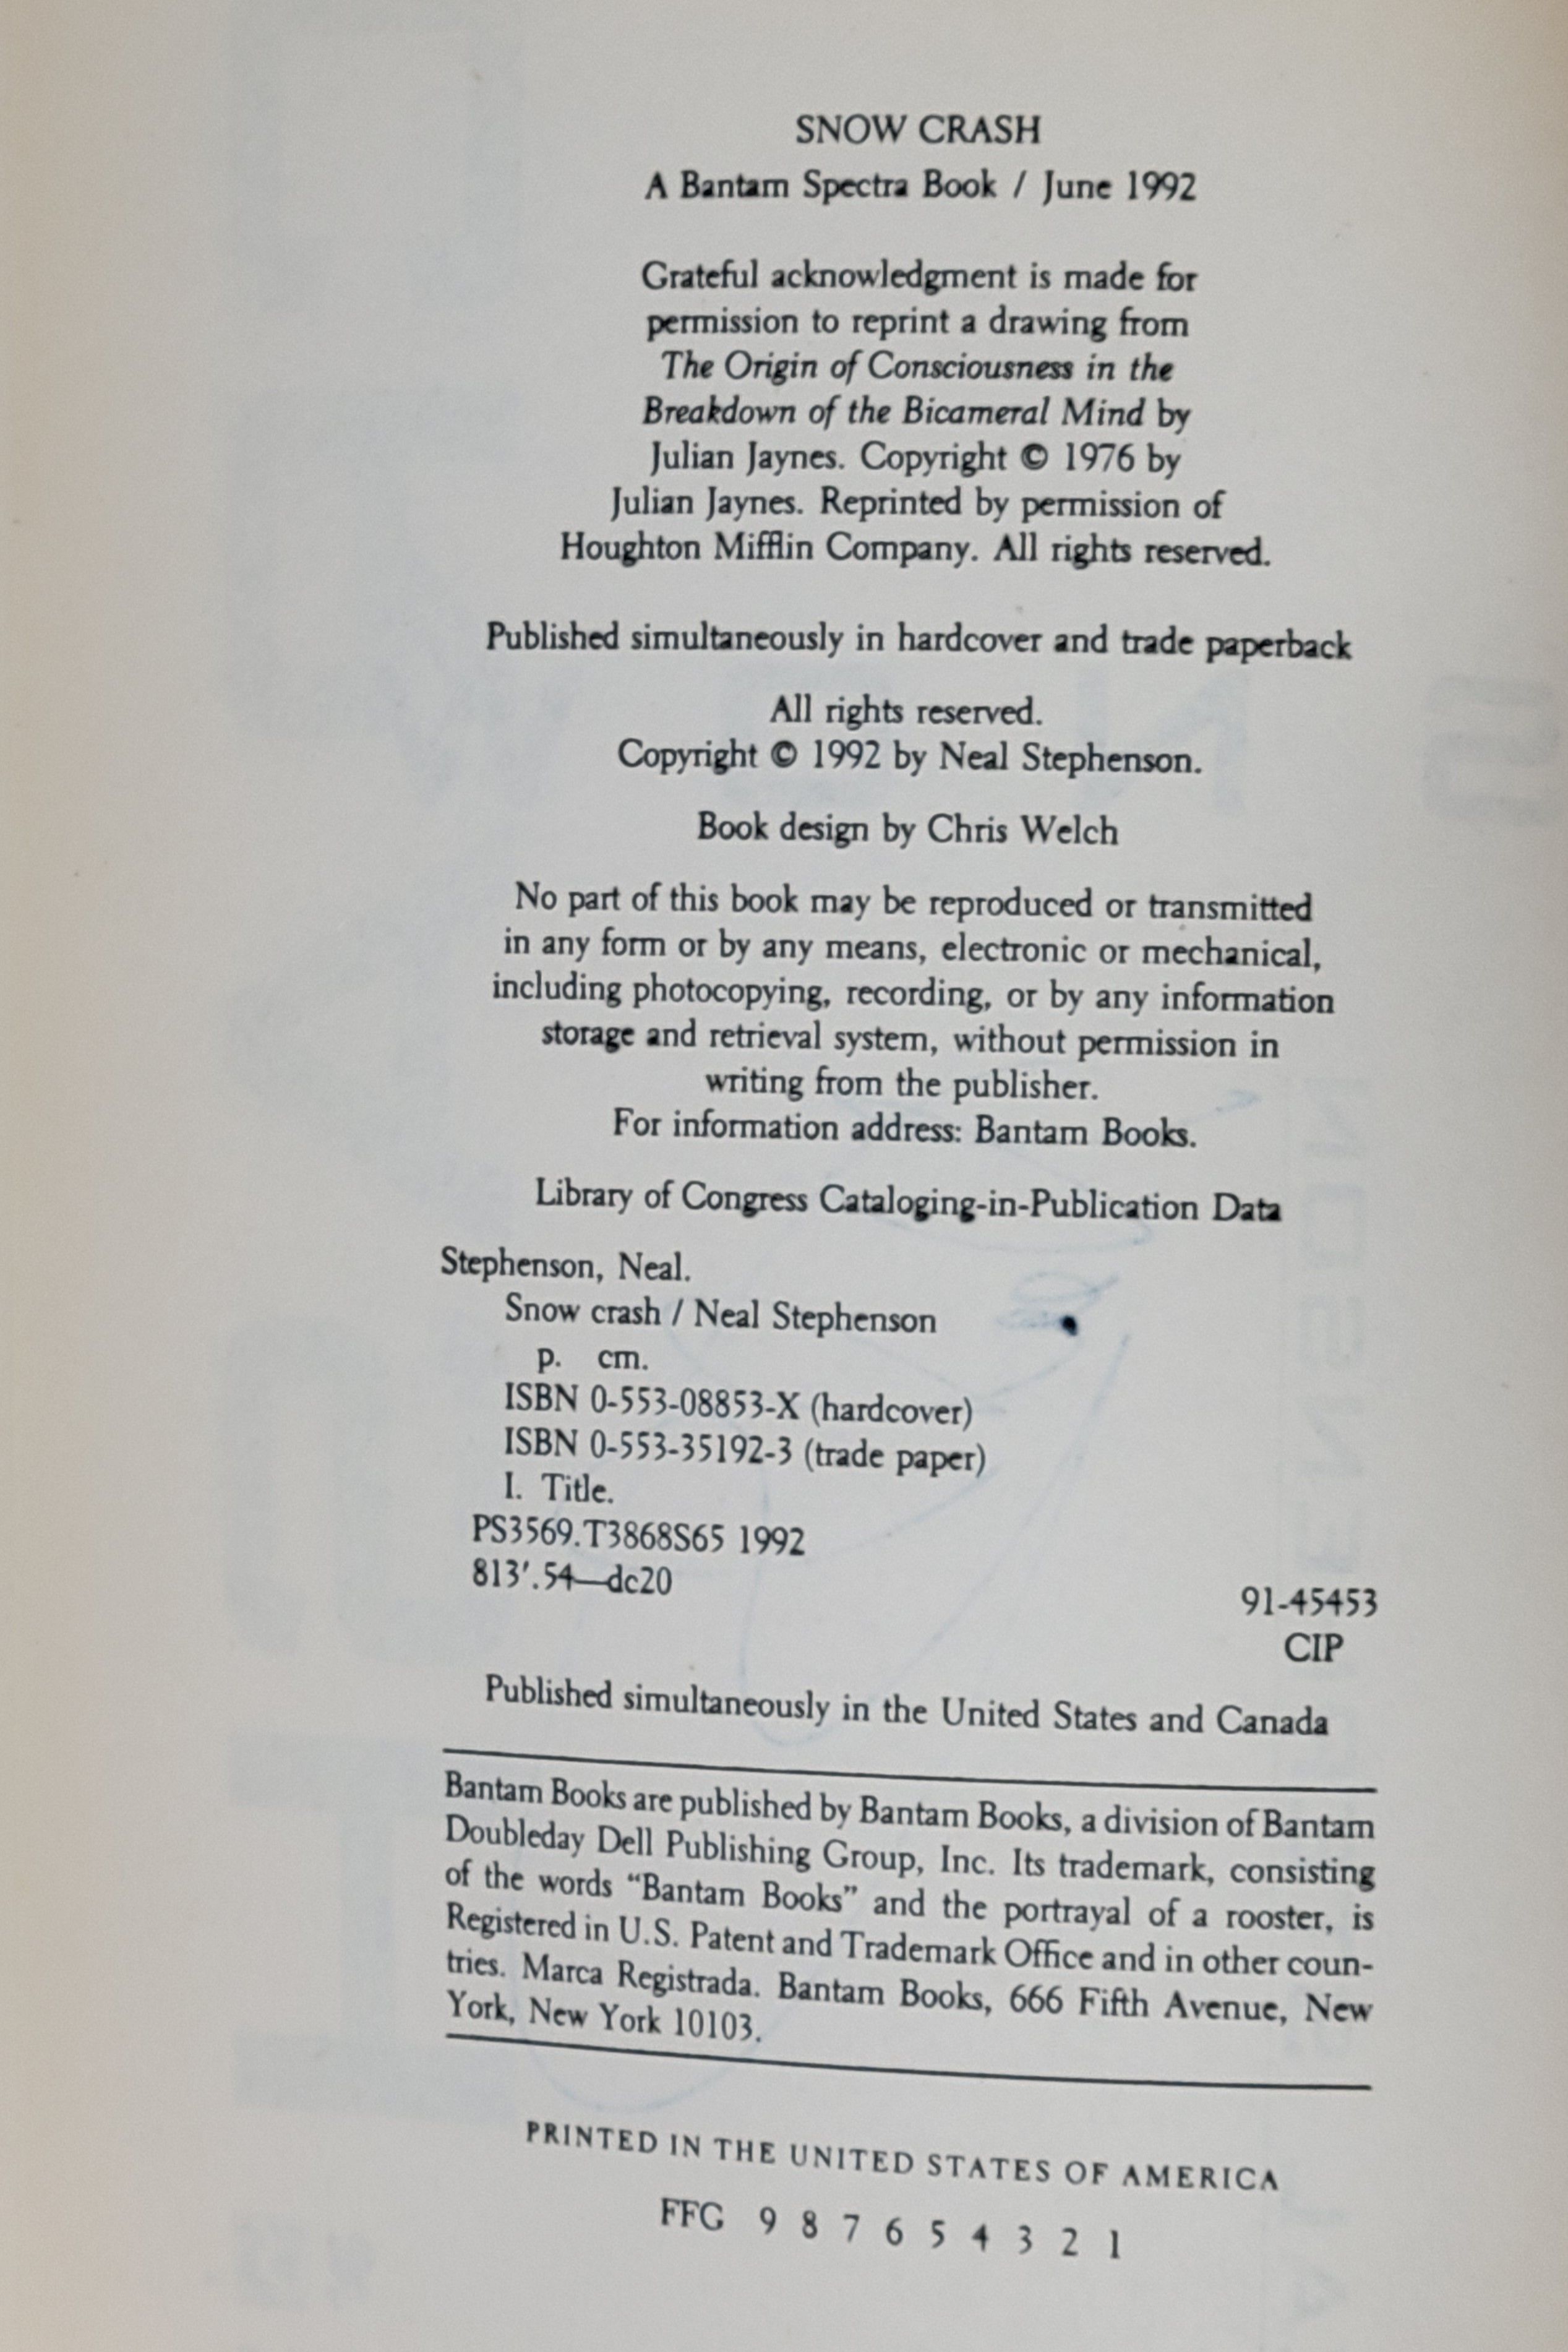 SNOW CRASH
A Bantam Spectra Book / June 1992
Grateful acknowledgment is made for
permission to reprint a drawing from
The Origin of Consciousness in the
Breakdown of the Bicameral Mind by
Julian Jaynes. Copyright © 1976 by
Julian Jaynes. Reprinted by permission of
Houghton Mifflin Company. All rights reserved.
Published simultaneously in hardcover and trade paperback
All rights reserved.
Copyright © 1992 by Neal Stephenson.
Book design by Chris Welch
No part of this book may be reproduced or transmitted
in any form or by any means, electronic or mechanical,
including photocopying, recording, or by any information
storage and retrieval system, without permission in
writing from the publisher.
For information address: Bantam Books.
Library of Congress Cataloging-in-Publication Data
Stephenson, Neal.
Snow crash / Neal Stephenson
p. cm.
ISBN 0-553-08853-X (hardcover)
ISBN 0-553-35192-3 (trade paper)
I. Title.
PS3569.T3868S65 1992
813′.54—dc20
91-45453
CIP
Published simultaneously in the United States and Canada
Bantam Books are published by Bantam Books, a division of Bantam
Doubleday Dell Publishing Group, Inc. Its trademark, consisting
of the words “Bantam Books” and the portrayal of a rooster, is
Registered in U.S. Patent and Trademark Office and in other coun-
tries. Marca Registrada. Bantam Books, 666 Fifth Avenue, New
York, New York 10103.
PRINTED IN THE UNITED STATES OF AMERICA
FFG 9 8 7 6 5 4 3 2 1